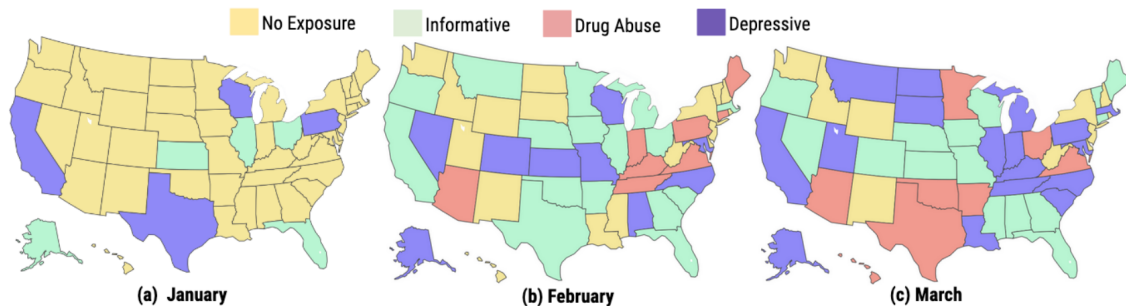 No Exposure Informative Drug Abuse Depressive
(a) January (b) February (c) March